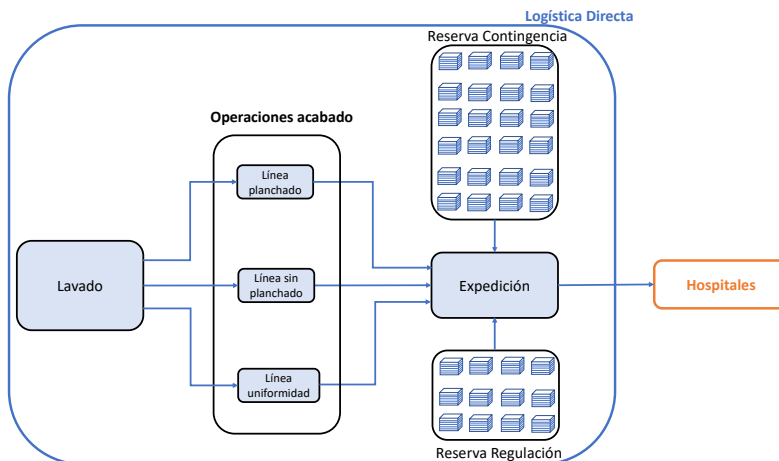 Logística Directa
Reserva Contingencia
Operaciones acabado
Línea
planchado
Lavado
Línea sin
planchado
Expedición
Hospitales
Línea
uniformidad
Reserva Regulación